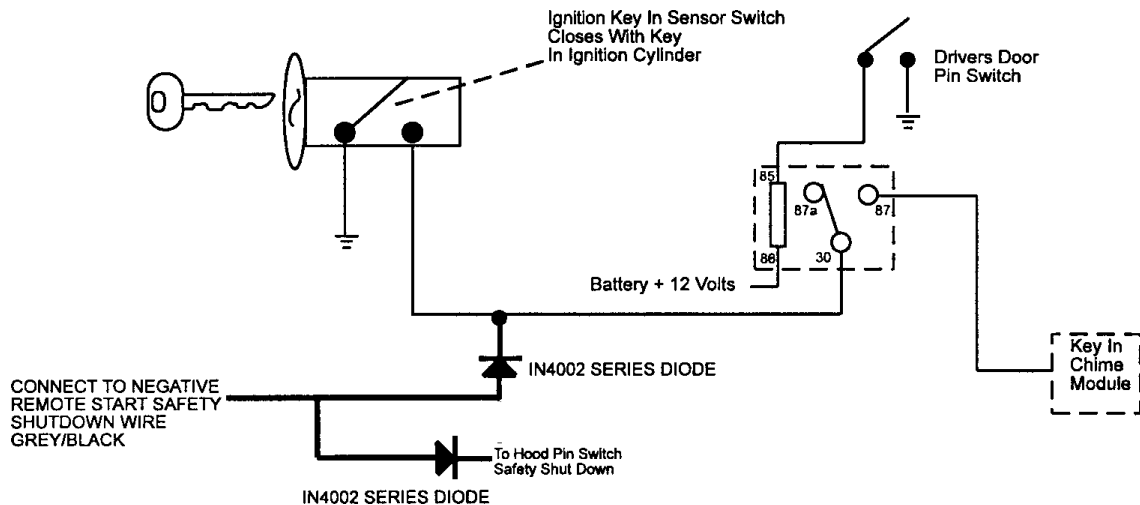 Ignition Key In Sensor Switch
Closes With Key
In Ignition Cylinder
Drivers Door
Pin Switch
85
87a
87
86
30
Battery + 12 Volts
IN4002 SERIES DIODE
Key In
Chime
Module
CONNECT TO NEGATIVE
REMOTE START SAFETY
SHUTDOWN WIRE
GREY/BLACK
To Hood Pin Switch
Safety Shut Down
IN4002 SERIES DIODE